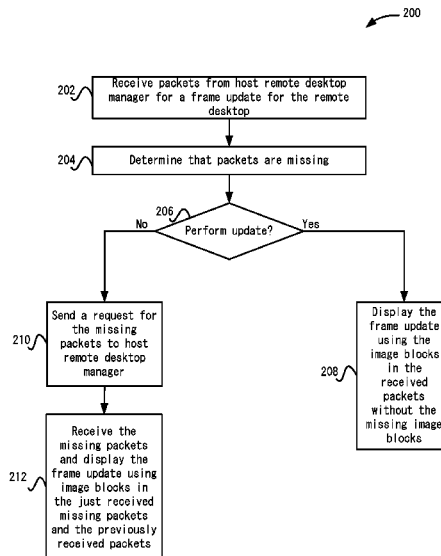 200
202
Receive packets from host remote desktop
manager for a frame update for the remote
desktop
204
Determine that packets are missing
206
No
Perform update?
Yes
210
Send a request for
the missing
packets to host
remote desktop
manager
208
Display the
frame update
using the
image blocks
in the
received
packets
without the
missing image
blocks
212
Receive the
missing packets
and display the
frame update using
image blocks in
the just received
missing packets
and the previously
received packets